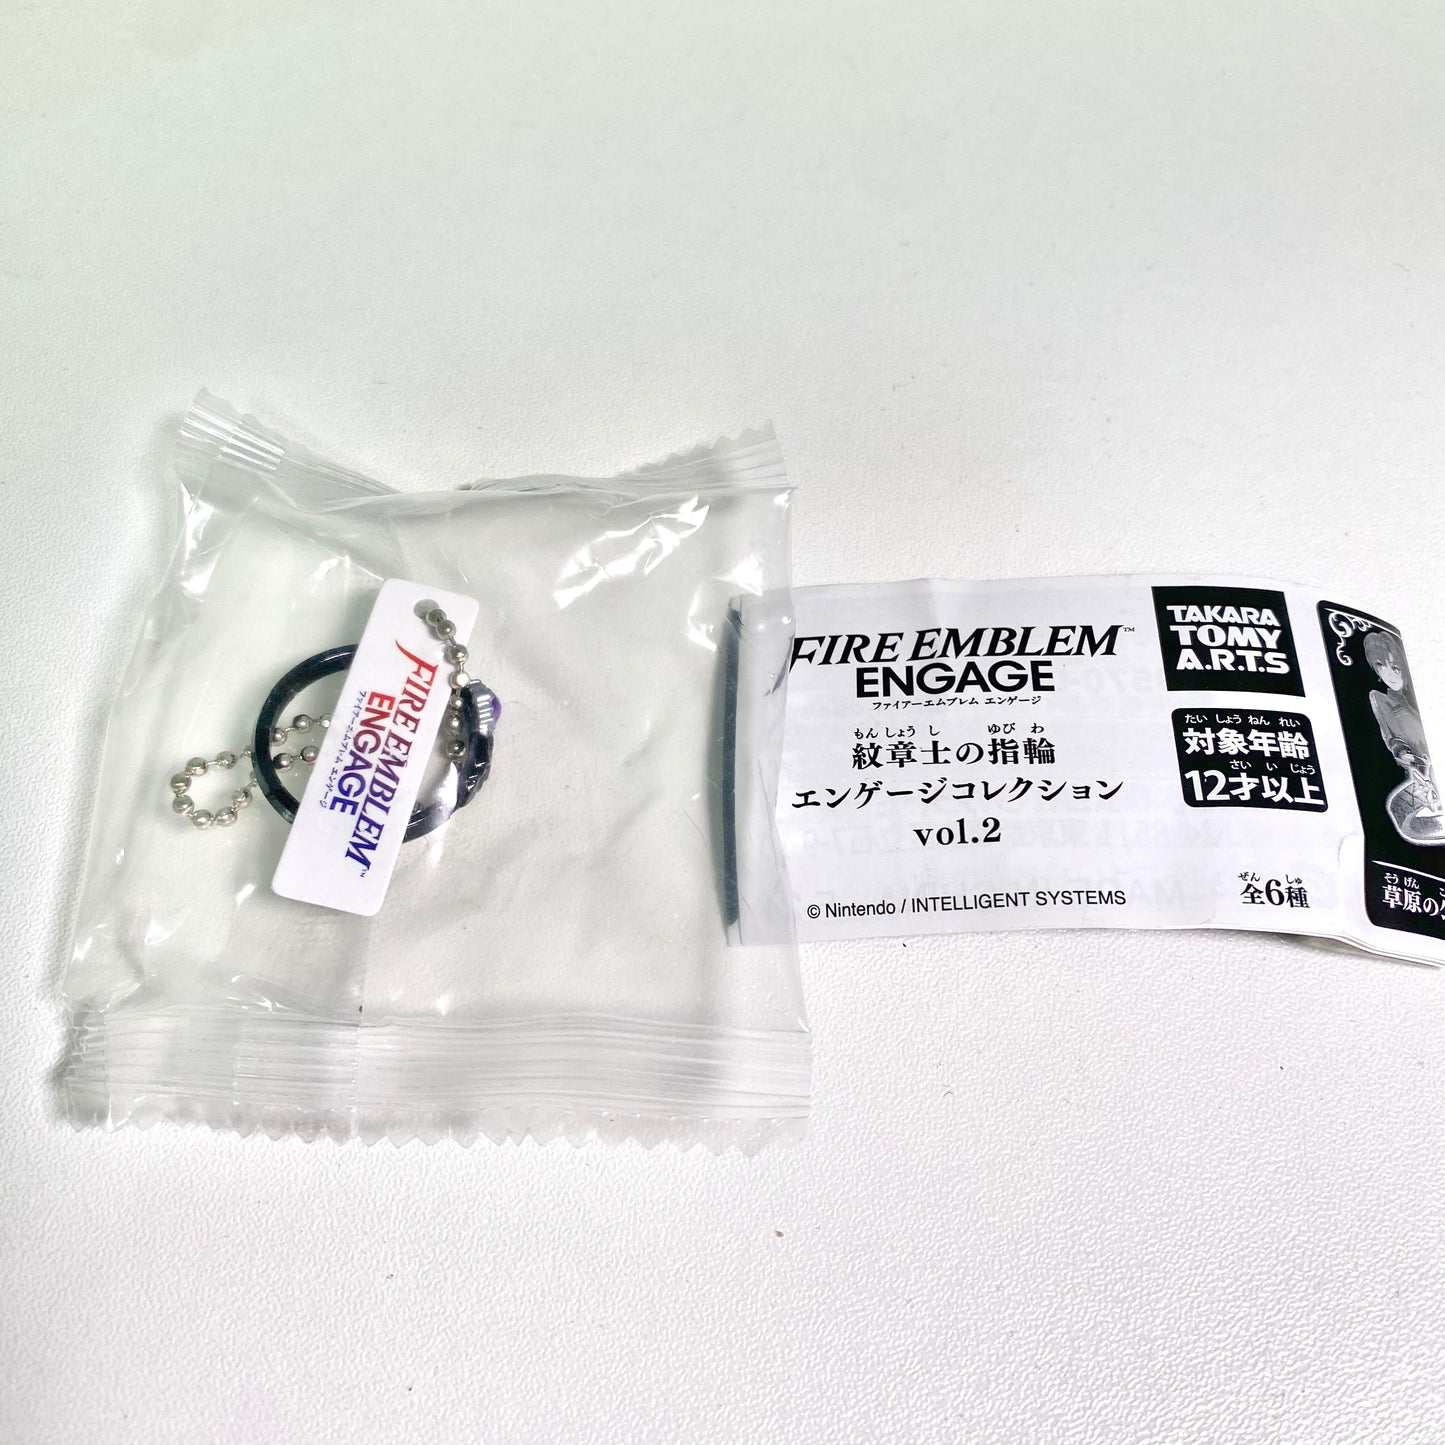 FIRE EMBLEM™
ENGAGE
ファイアーエムブレム エンゲージ
FIRE EMBLEM™
ENGAGE
ファイアーエムブレム エンゲージ
もんしょうし ゆびわ
紋章士の指輪
エンゲージコレクション
vol.2
© Nintendo / INTELLIGENT SYSTEMS
TAKARA
TOMY
A.R.T.S
たいしょうねんれい
対象年齢
さい いじょう
12才以上
ぜん しゅ
全6種
そうげん
草原の